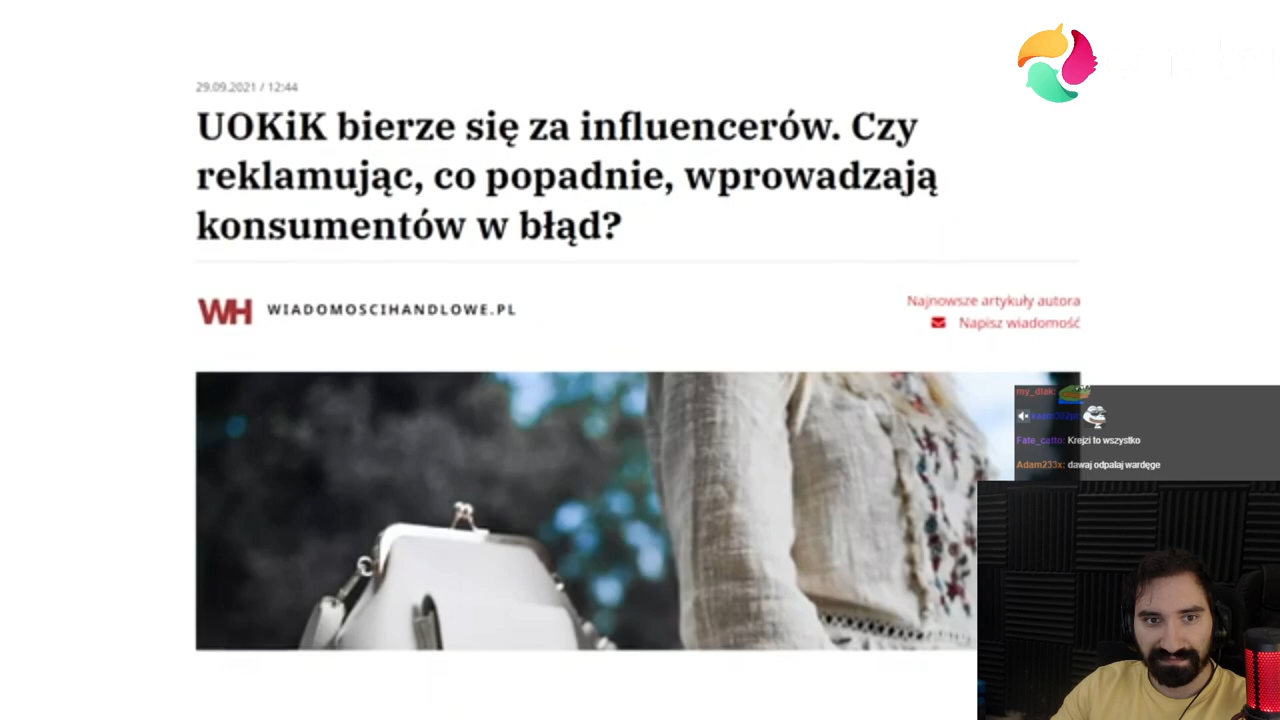 29.09.2021 / 12:44
UOKiK bierze się za influencerów. Czy
reklamując, co popadnie, wprowadzają
konsumentów w błąd?
WH WIADOMOSCIHANDLOWE.PL
Najnowsze artykuły autora
Napisz wiadomość
my_dlak:
Fate_catto: Krejzi to wszystko
Adam233x: dawaj odpalaj wardęge